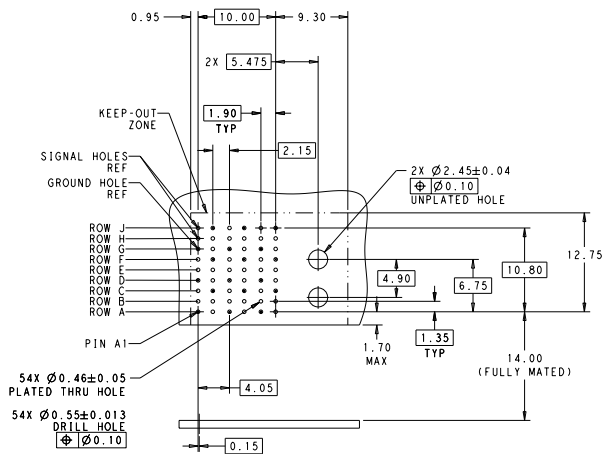 0.95
10.00
9.30
2X 5.475
KEEP-OUT
ZONE
1.90
TYP
2.15
SIGNAL HOLES
REF
GROUND HOLE
REF
2X Ø2.45±0.04
⌖ Ø0.10
UNPLATED HOLE
ROW J
ROW H
ROW G
ROW F
ROW E
ROW D
ROW C
ROW B
ROW A
12.75
10.80
4.90
6.75
PIN A1
1.70
MAX
1.35
TYP
14.00
(FULLY MATED)
54X Ø0.46±0.05
PLATED THRU HOLE
4.05
54X Ø0.55±0.013
DRILL HOLE
⌖ Ø0.10
0.15